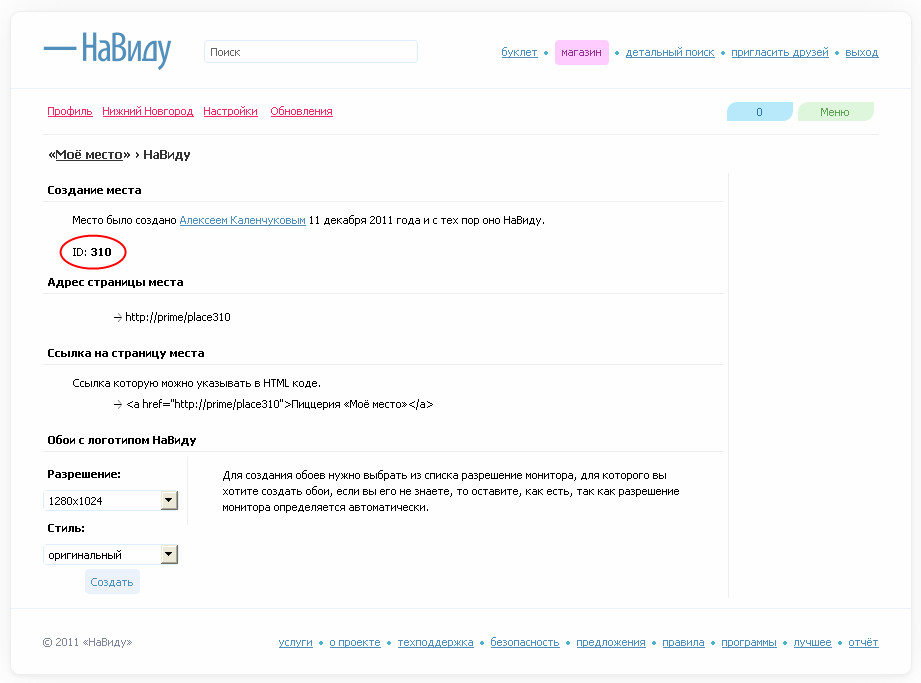 — НаВиду
Поиск
буклет • магазин • детальный поиск • пригласить друзей • выход
Профиль Нижний Новгород Настройки Обновления
0 Меню
«Моё место» › НаВиду
Создание места
Место было создано Алексеем Каленчуковым 11 декабря 2011 года и с тех пор оно НаВиду.
ID: 310
Адрес страницы места
→ http://prime/place310
Ссылка на страницу места
Ссылка которую можно указывать в HTML коде.
→ <a href="http://prime/place310">Пиццерия «Моё место»</a>
Обои с логотипом НаВиду
Разрешение:
1280x1024
Стиль:
оригинальный
Создать
Для создания обоев нужно выбрать из списка разрешение монитора, для которого вы
хотите создать обои, если вы его не знаете, то оставите, как есть, так как разрешение
монитора определяется автоматически.
© 2011 «НаВиду»
услуги • о проекте • техподдержка • безопасность • предложения • правила • программы • лучшее • отчёт